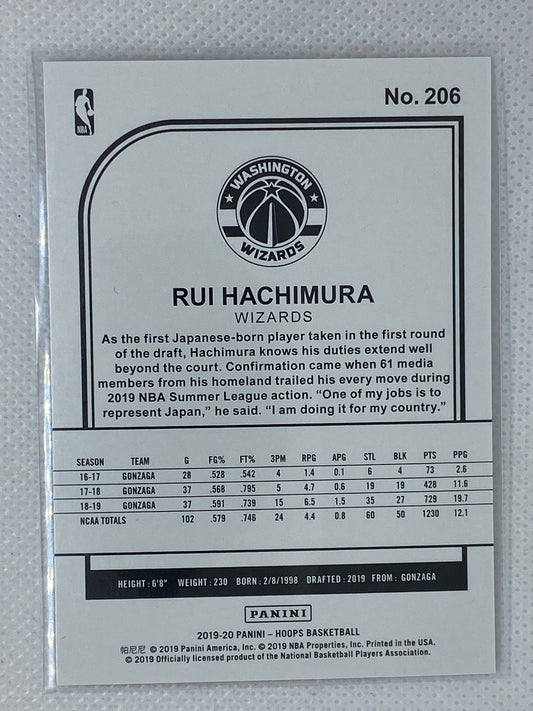 No. 206
NBA
WASHINGTON
WIZARDS
RUI HACHIMURA
WIZARDS
As the first Japanese-born player taken in the first round
of the draft, Hachimura knows his duties extend well
beyond the court. Confirmation came when 61 media
members from his homeland trailed his every move during
2019 NBA Summer League action. “One of my jobs is to
represent Japan,” he said. “I am doing it for my country.”
SEASON TEAM G FG% FT% 3PM RPG APG STL BLK PTS PPG
16-17 GONZAGA 28 .528 .542 4 1.4 0.1 6 4 73 2.6
17-18 GONZAGA 37 .568 .795 5 4.7 0.6 19 19 428 11.6
18-19 GONZAGA 37 .591 .739 15 6.5 1.5 35 27 729 19.7
NCAA TOTALS 102 .579 .746 24 4.4 0.8 60 50 1230 12.1
HEIGHT: 6'8" WEIGHT: 230 BORN: 2/8/1998 DRAFTED: 2019 FROM: GONZAGA
PANINI
2019-20 PANINI – HOOPS BASKETBALL
帕尼尼 © 2019 Panini America, Inc. © 2019 NBA Properties, Inc. Printed in the USA.
© 2019 Officially licensed product of the National Basketball Players Association.